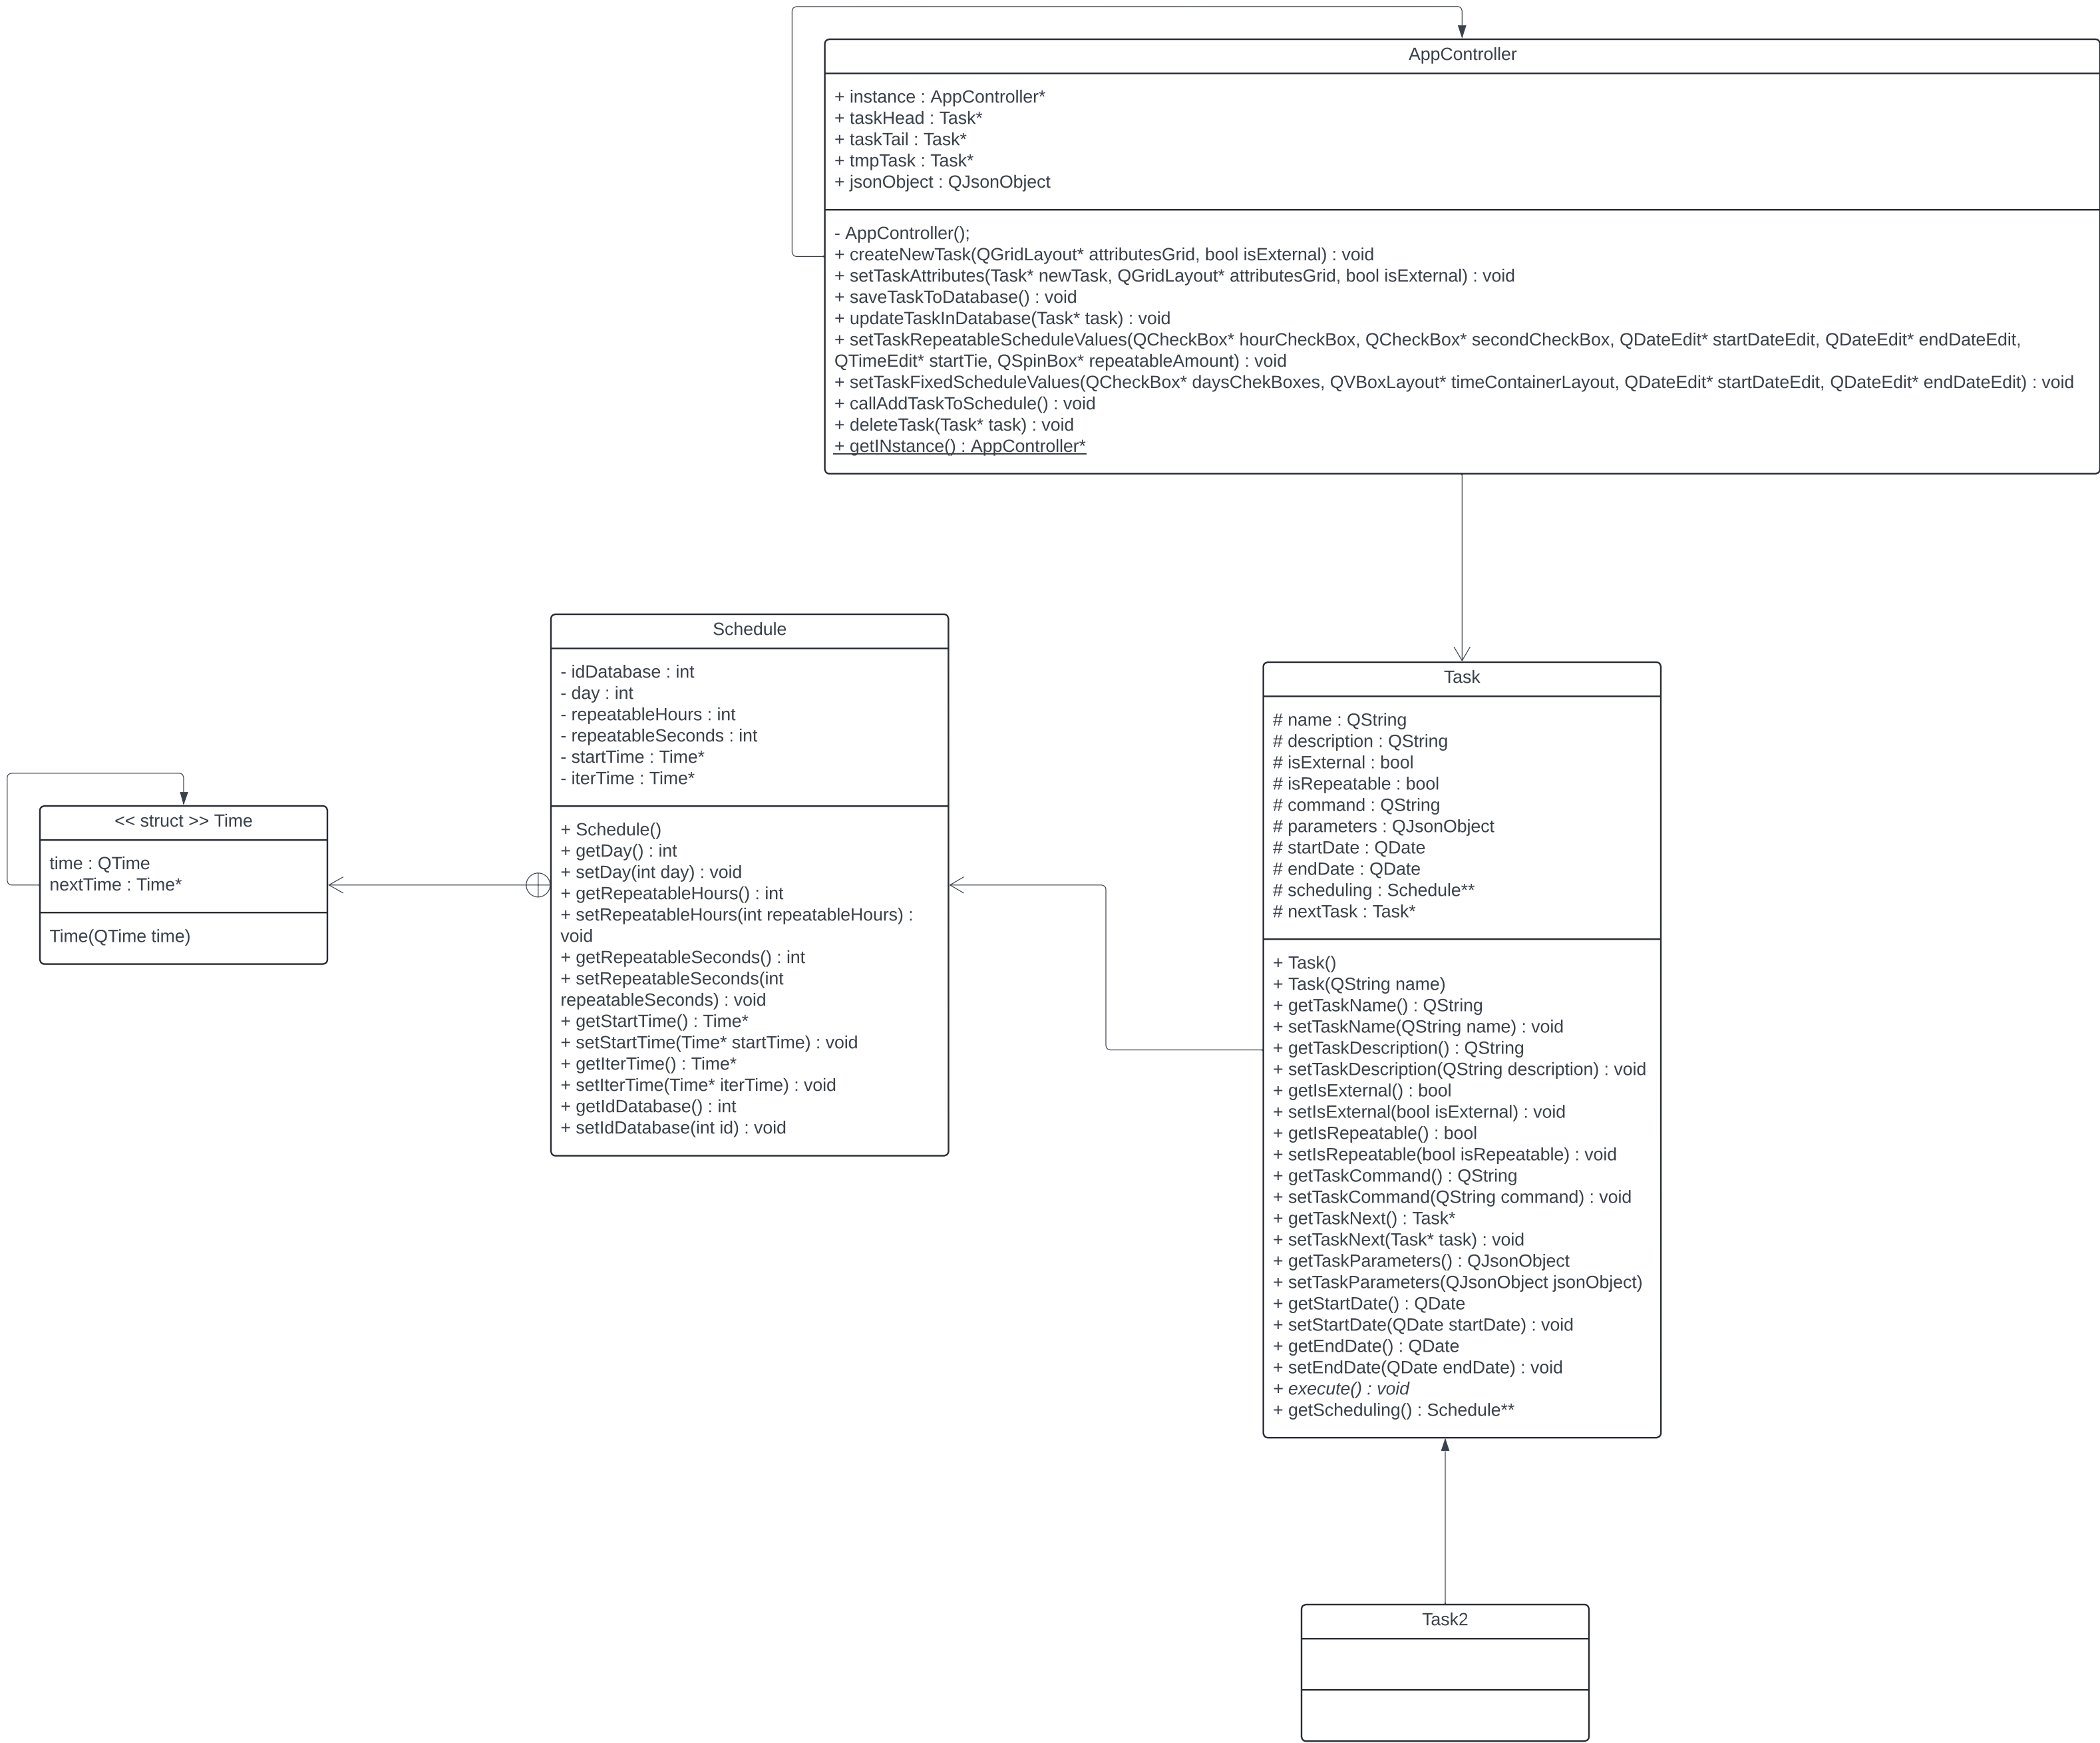 AppController
+ instance : AppController*
+ taskHead : Task*
+ taskTail : Task*
+ tmpTask : Task*
+ jsonObject : QJsonObject
- AppController();
+ createNewTask(QGridLayout* attributesGrid, bool isExternal) : void
+ setTaskAttributes(Task* newTask, QGridLayout* attributesGrid, bool isExternal) : void
+ saveTaskToDatabase() : void
+ updateTaskInDatabase(Task* task) : void
+ setTaskRepeatableScheduleValues(QCheckBox* hourCheckBox, QCheckBox* secondCheckBox, QDateEdit* startDateEdit, QDateEdit* endDateEdit,
QTimeEdit* startTie, QSpinBox* repeatableAmount) : void
+ setTaskFixedScheduleValues(QCheckBox* daysChekBoxes, QVBoxLayout* timeContainerLayout, QDateEdit* startDateEdit, QDateEdit* endDateEdit) : void
+ callAddTaskToSchedule() : void
+ deleteTask(Task* task) : void
+ getINstance() : AppController*
Schedule
- idDatabase : int
- day : int
- repeatableHours : int
- repeatableSeconds : int
- startTime : Time*
- iterTime : Time*
+ Schedule()
+ getDay() : int
+ setDay(int day) : void
+ getRepeatableHours() : int
+ setRepeatableHours(int repeatableHours) :
void
+ getRepeatableSeconds() : int
+ setRepeatableSeconds(int
repeatableSeconds) : void
+ getStartTime() : Time*
+ setStartTime(Time* startTime) : void
+ getIterTime() : Time*
+ setIterTime(Time* iterTime) : void
+ getIdDatabase() : int
+ setIdDatabase(int id) : void
<< struct >> Time
time : QTime
nextTime : Time*
Time(QTime time)
Task
# name : QString
# description : QString
# isExternal : bool
# isRepeatable : bool
# command : QString
# parameters : QJsonObject
# startDate : QDate
# endDate : QDate
# scheduling : Schedule**
# nextTask : Task*
+ Task()
+ Task(QString name)
+ getTaskName() : QString
+ setTaskName(QString name) : void
+ getTaskDescription() : QString
+ setTaskDescription(QString description) : void
+ getIsExternal() : bool
+ setIsExternal(bool isExternal) : void
+ getIsRepeatable() : bool
+ setIsRepeatable(bool isRepeatable) : void
+ getTaskCommand() : QString
+ setTaskCommand(QString command) : void
+ getTaskNext() : Task*
+ setTaskNext(Task* task) : void
+ getTaskParameters() : QJsonObject
+ setTaskParameters(QJsonObject jsonObject)
+ getStartDate() : QDate
+ setStartDate(QDate startDate) : void
+ getEndDate() : QDate
+ setEndDate(QDate endDate) : void
+ execute() : void
+ getScheduling() : Schedule**
Task2